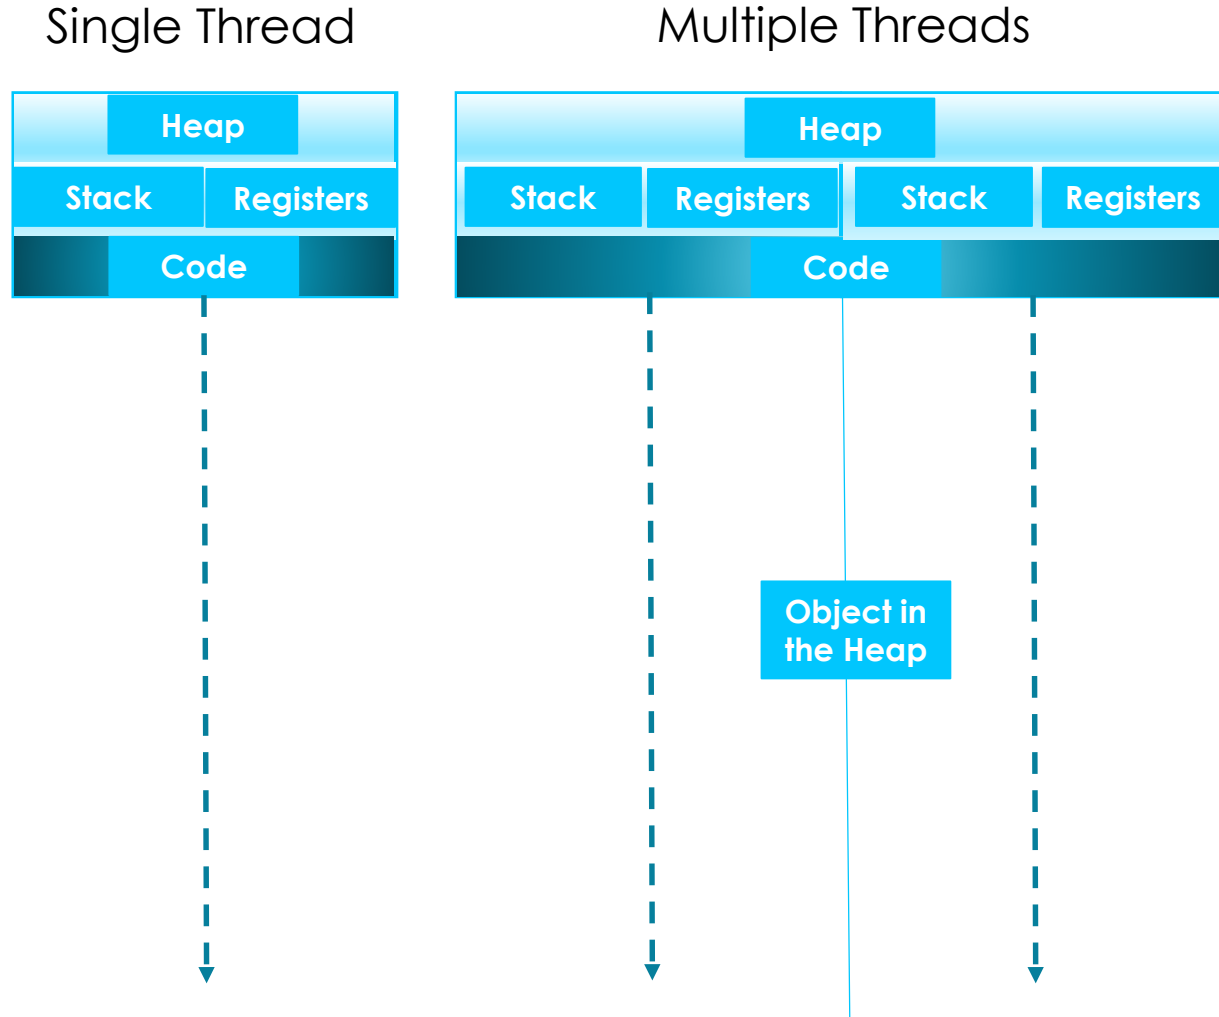 Single Thread
Multiple Threads
Heap
Stack
Registers
Code
Heap
Stack
Registers
Stack
Registers
Code
Object in
the Heap